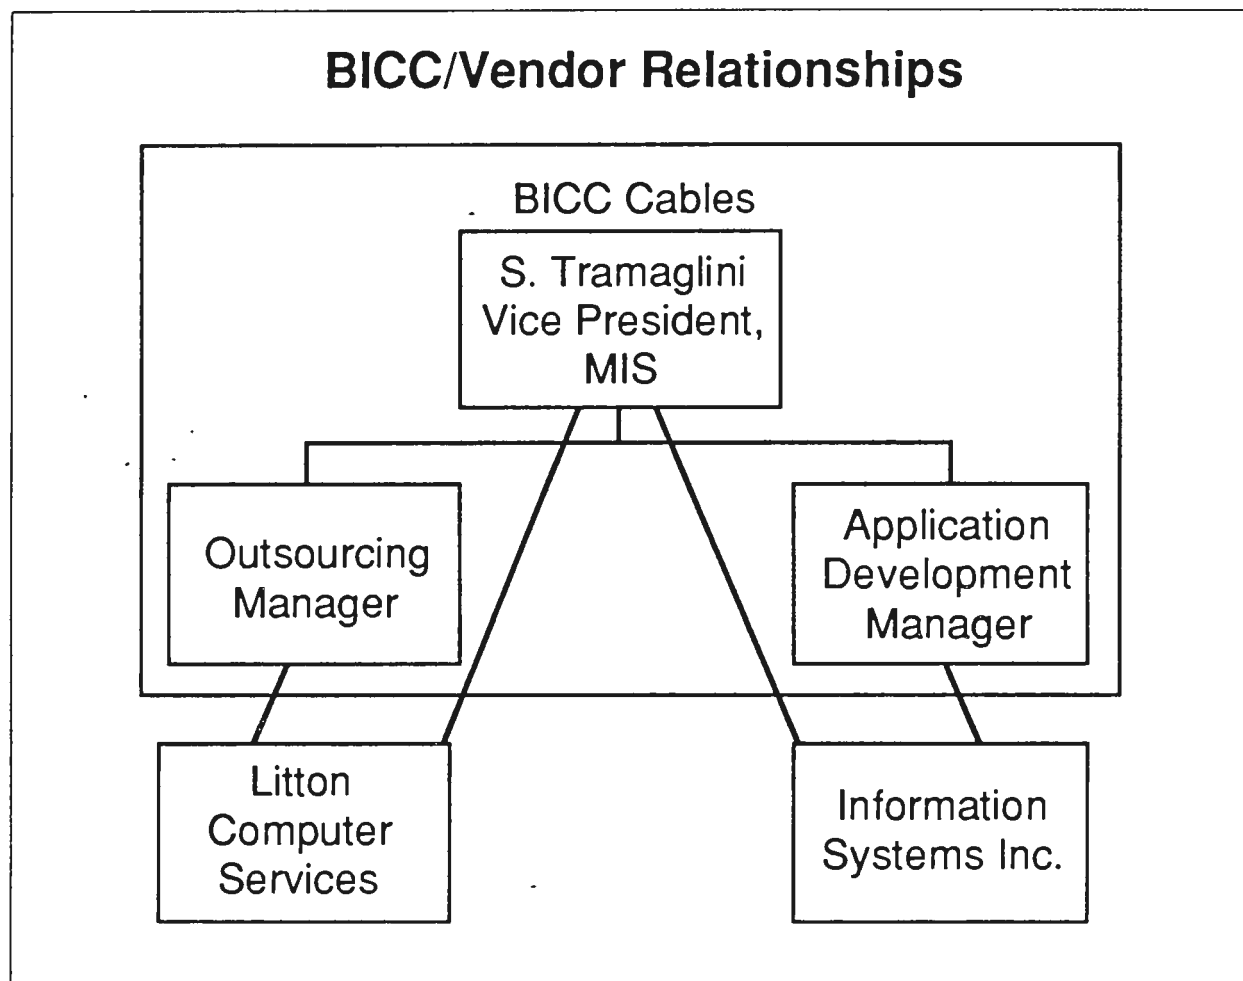 BICC/Vendor Relationships
BICC Cables
S. Tramaglini
Vice President,
MIS
Outsourcing
Manager
Application
Development
Manager
Litton
Computer
Services
Information
Systems Inc.